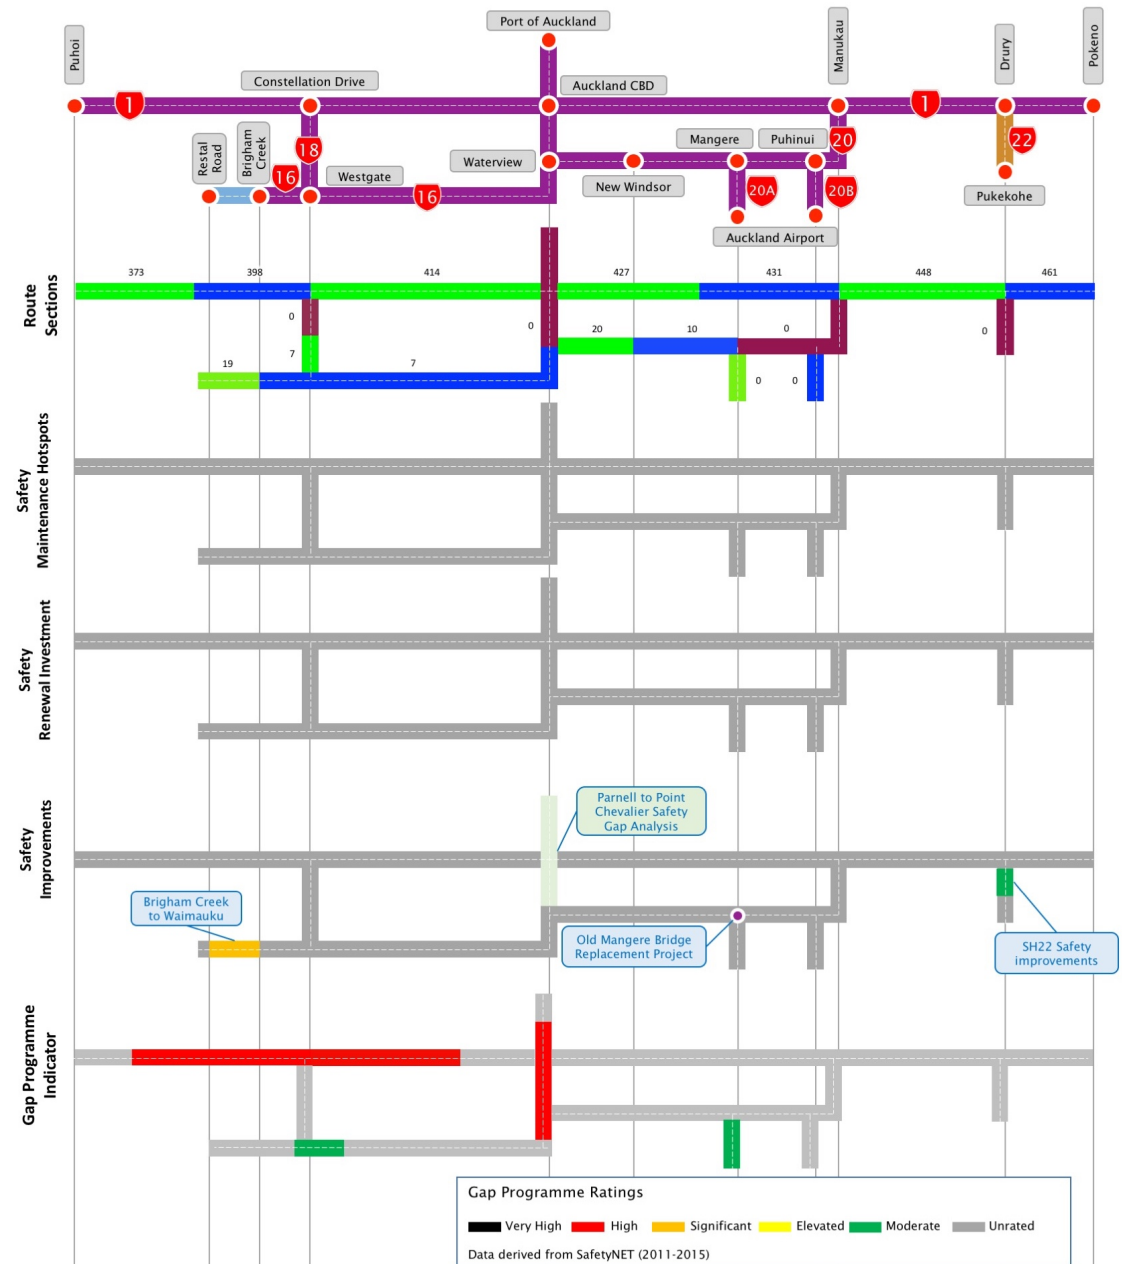 Port of Auckland
Puhoi
Manukau
Drury
Pokeno
Constellation Drive
Auckland CBD
1
1
Restal
Road
Brigham
Creek
18
16
Westgate
16
Waterview
Mangere
Puhinui
20
22
New Windsor
20A
20B
Pukekohe
Auckland Airport
Route
Sections
373
398
414
427
431
448
461
0
0
20
10
0
0
7
19
7
0
0
Safety
Maintenance Hotspots
Safety
Renewal Investment
Safety
Improvements
Parnell to Point
Chevalier Safety
Gap Analysis
Brigham Creek
to Waimauku
Old Mangere Bridge
Replacement Project
SH22 Safety
improvements
Gap Programme
Indicator
Gap Programme Ratings
Very High
High
Significant
Elevated
Moderate
Unrated
Data derived from SafetyNET (2011-2015)